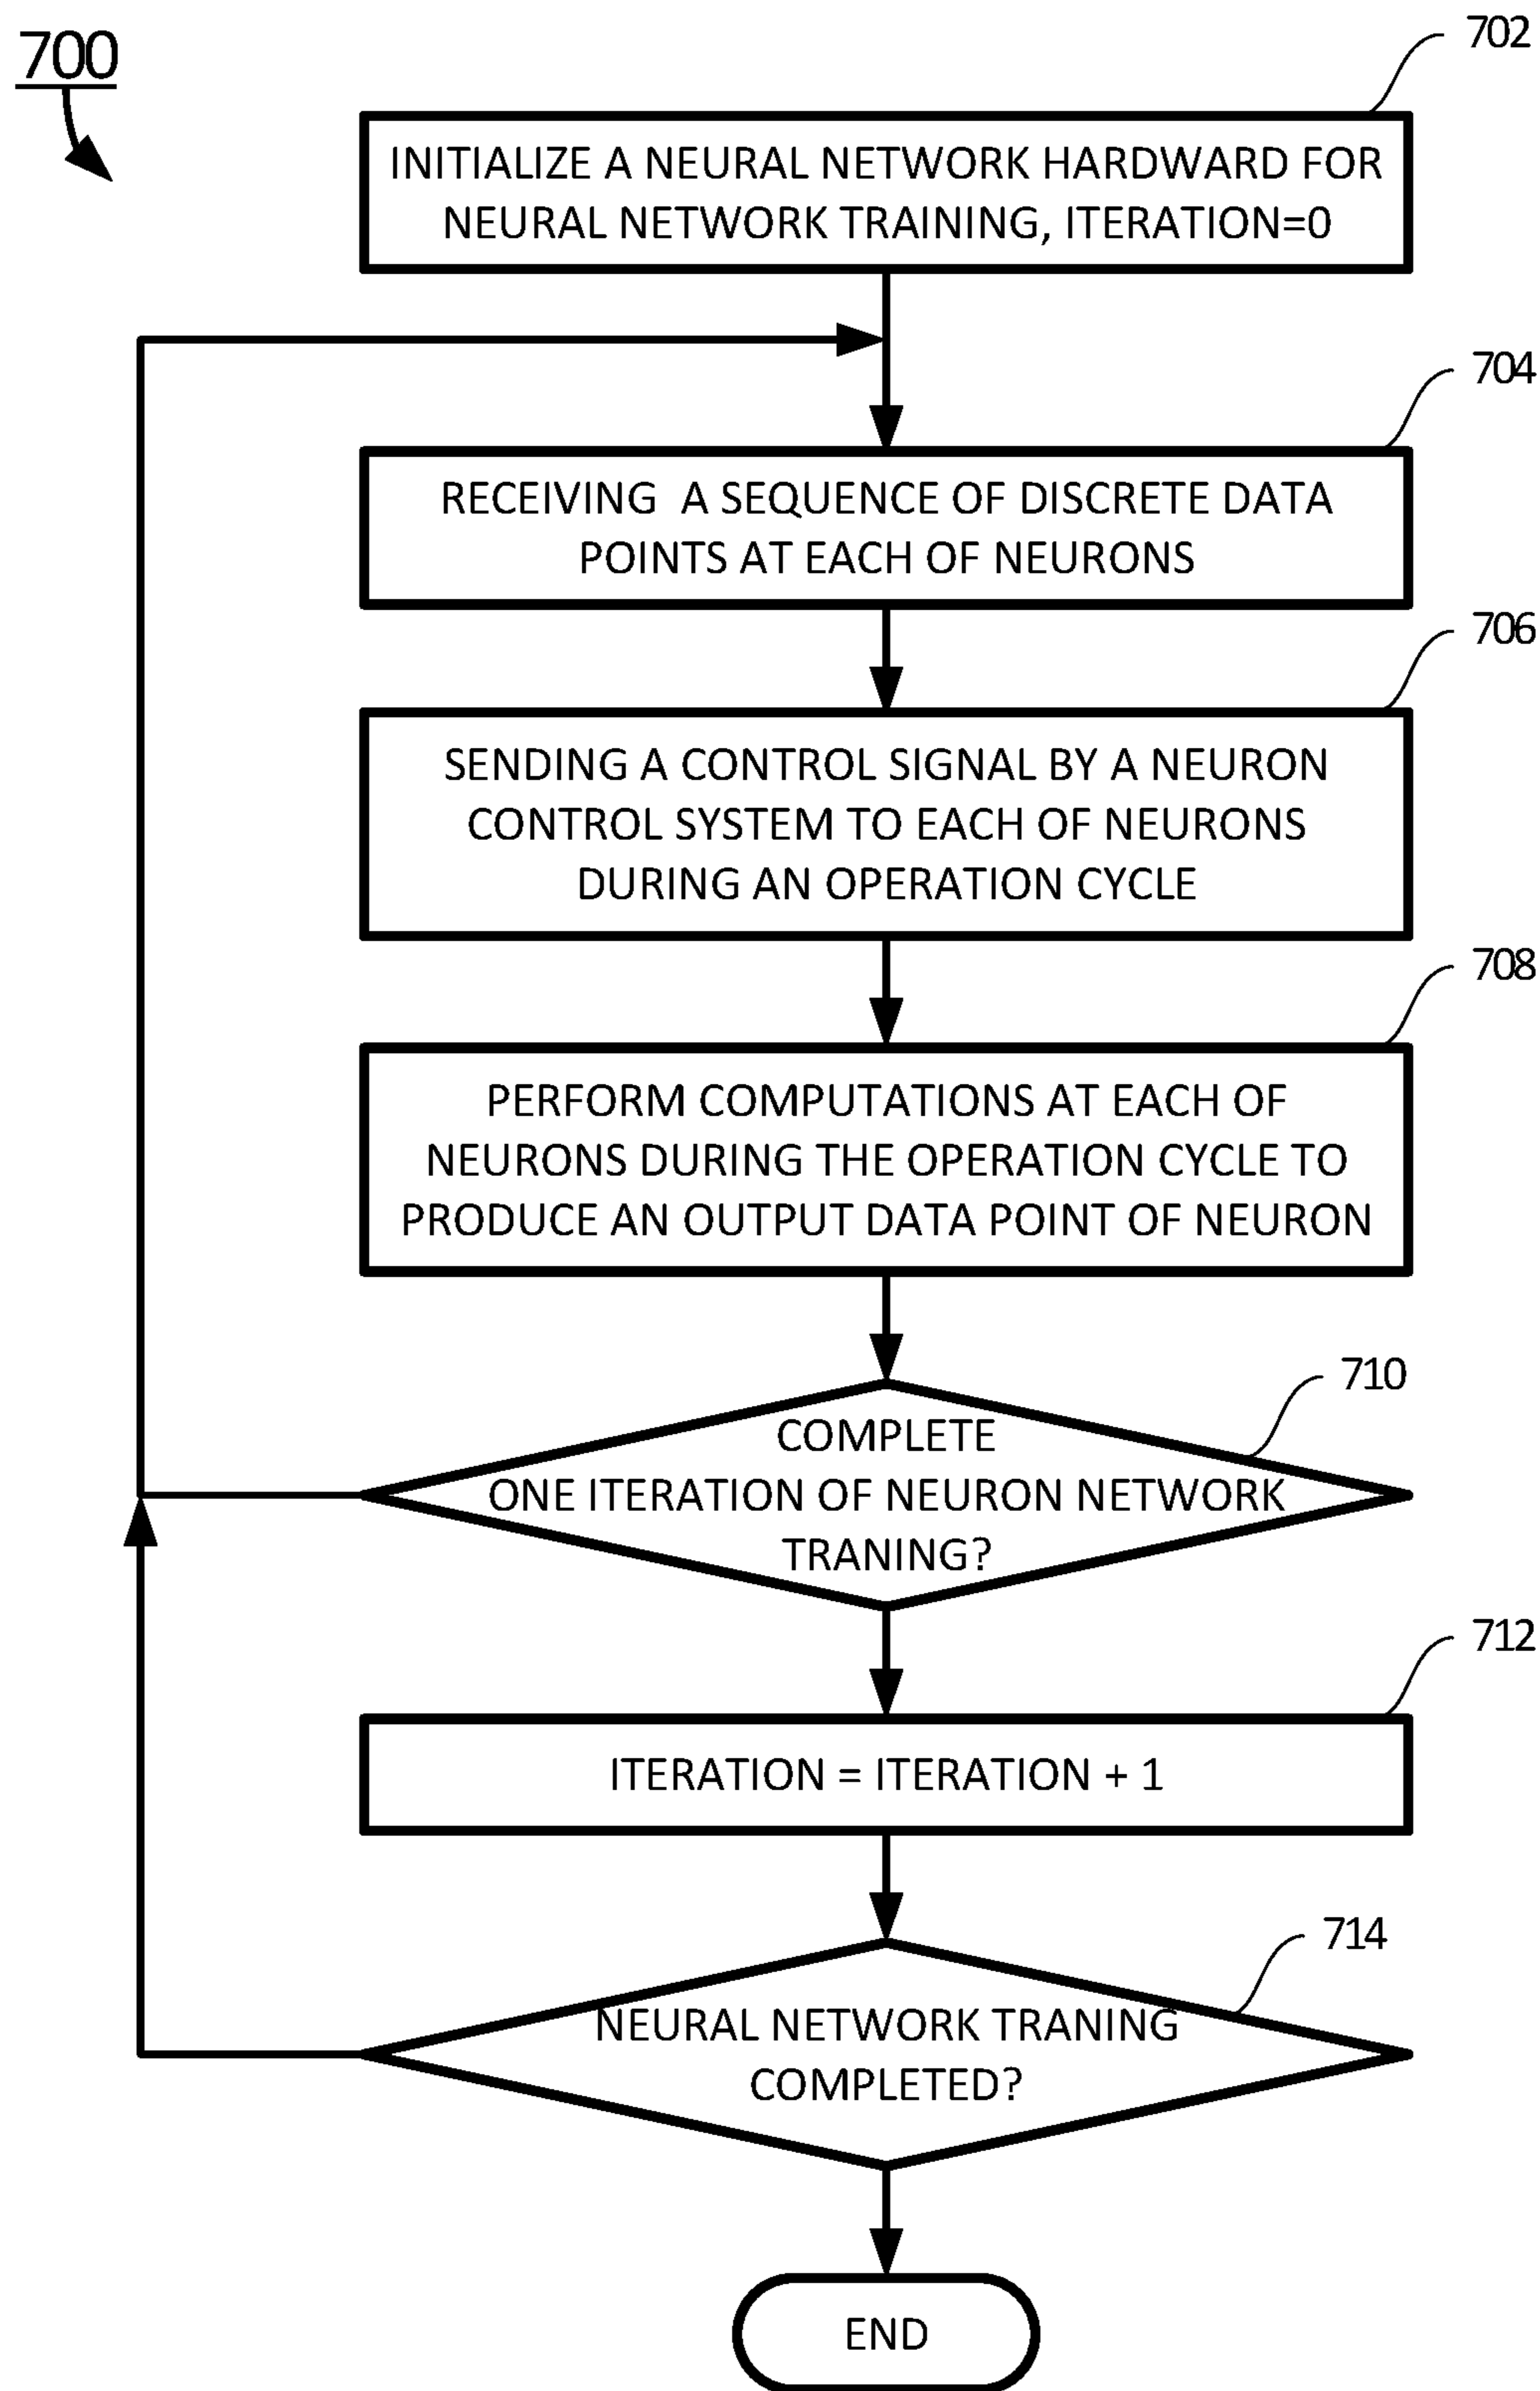 700
702
INITIALIZE A NEURAL NETWORK HARDWARD FOR
NEURAL NETWORK TRAINING, ITERATION=0
704
RECEIVING A SEQUENCE OF DISCRETE DATA
POINTS AT EACH OF NEURONS
706
SENDING A CONTROL SIGNAL BY A NEURON
CONTROL SYSTEM TO EACH OF NEURONS
DURING AN OPERATION CYCLE
708
PERFORM COMPUTATIONS AT EACH OF
NEURONS DURING THE OPERATION CYCLE TO
PRODUCE AN OUTPUT DATA POINT OF NEURON
710
COMPLETE
ONE ITERATION OF NEURON NETWORK
TRANING?
712
ITERATION = ITERATION + 1
714
NEURAL NETWORK TRANING
COMPLETED?
END